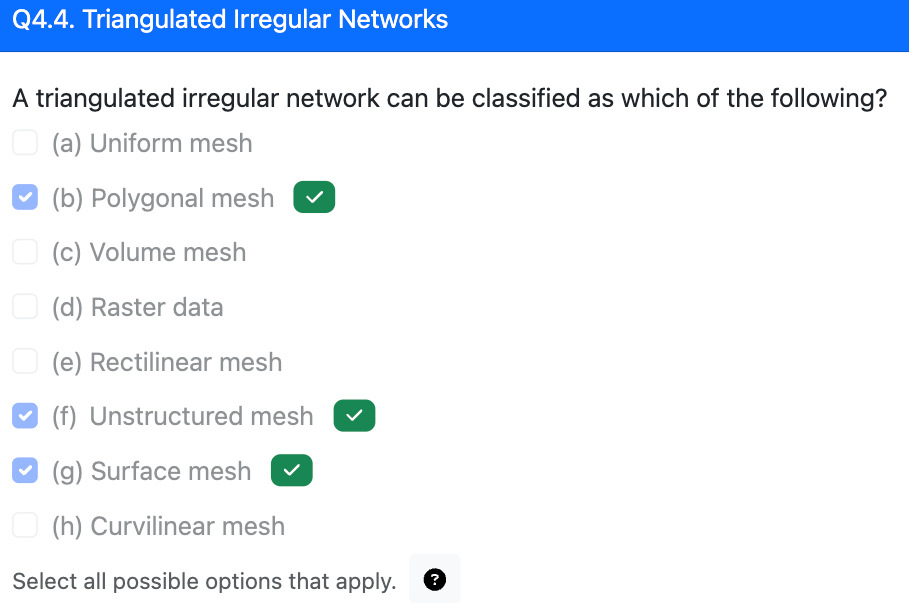 Q4.4. Triangulated Irregular Networks
A triangulated irregular network can be classified as which of the following?
(a) Uniform mesh
(b) Polygonal mesh
(c) Volume mesh
(d) Raster data
(e) Rectilinear mesh
(f) Unstructured mesh
(g) Surface mesh
(h) Curvilinear mesh
Select all possible options that apply. ?